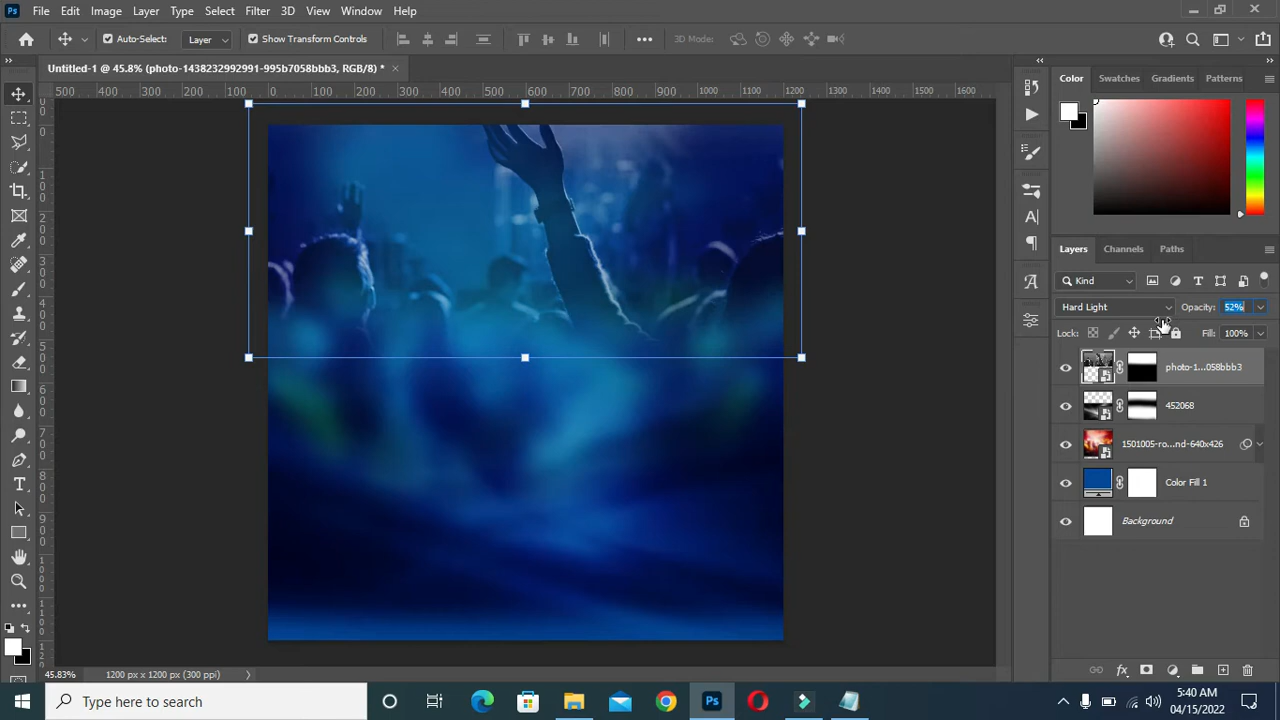 Ps File Edit Image Layer Type Select Filter 3D View Window Help
Auto-Select: Layer Show Transform Controls 3D Mode:
Untitled-1 @ 45.8% (photo-1438232992991-995b7058bbb3, RGB/8) *
500 400 300 200 100 0 100 200 300 400 500 600 700 800 900 1000 1100 1200 1300 1400 1500 1600
Color Swatches Gradients Patterns
Layers Channels Paths
Kind
Hard Light Opacity: 52%
Lock: Fill: 100%
photo-1...058bbb3
452068
1501005-ro...nd-640x426
Color Fill 1
Background
45.83% 1200 px x 1200 px (300 ppi)
Type here to search
5:40 AM
04/15/2022